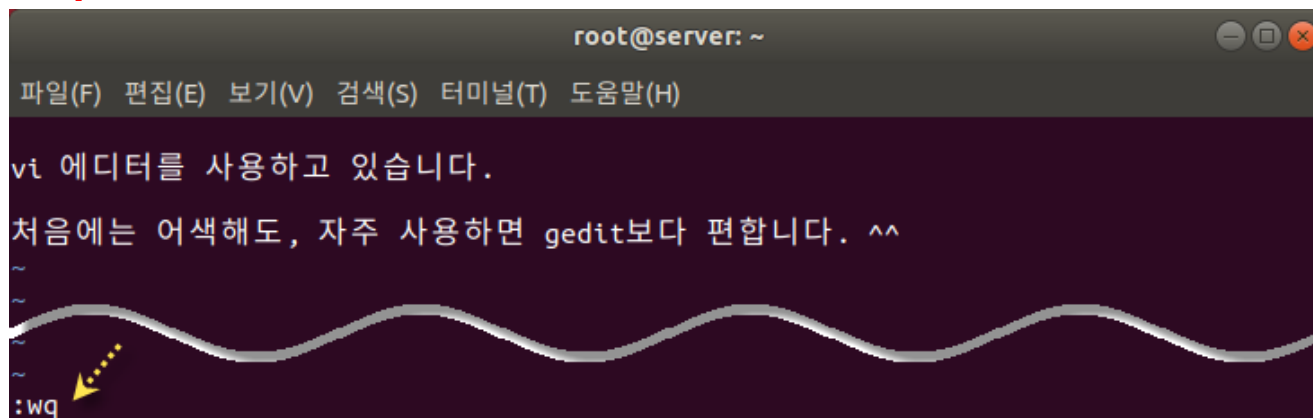 root@server: ~
파일(F) 편집(E) 보기(V) 검색(S) 터미널(T) 도움말(H)
vi 에디터를 사용하고 있습니다.
처음에는 어색해도, 자주 사용하면 gedit보다 편합니다. ^^
~
~
~
~
:wq